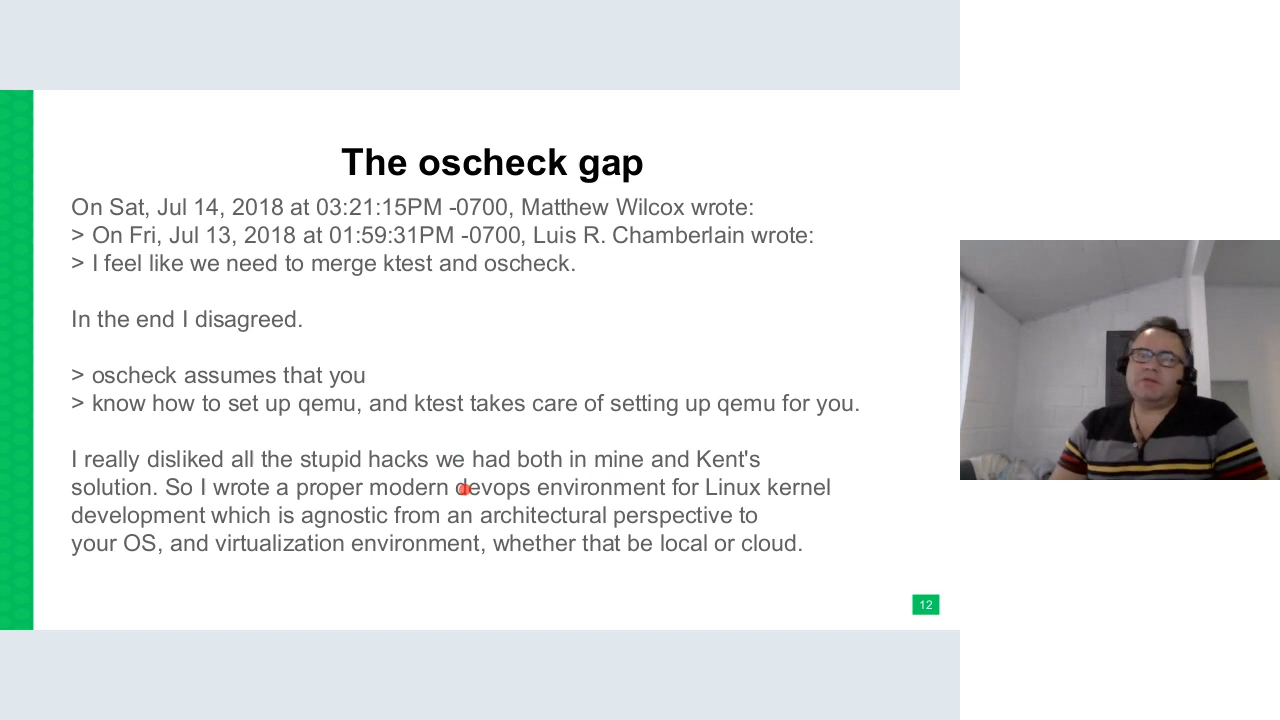 The oscheck gap
On Sat, Jul 14, 2018 at 03:21:15PM -0700, Matthew Wilcox wrote:
> On Fri, Jul 13, 2018 at 01:59:31PM -0700, Luis R. Chamberlain wrote:
> I feel like we need to merge ktest and oscheck.
In the end I disagreed.
> oscheck assumes that you
> know how to set up qemu, and ktest takes care of setting up qemu for you.
I really disliked all the stupid hacks we had both in mine and Kent's
solution. So I wrote a proper modern devops environment for Linux kernel
development which is agnostic from an architectural perspective to
your OS, and virtualization environment, whether that be local or cloud.
12